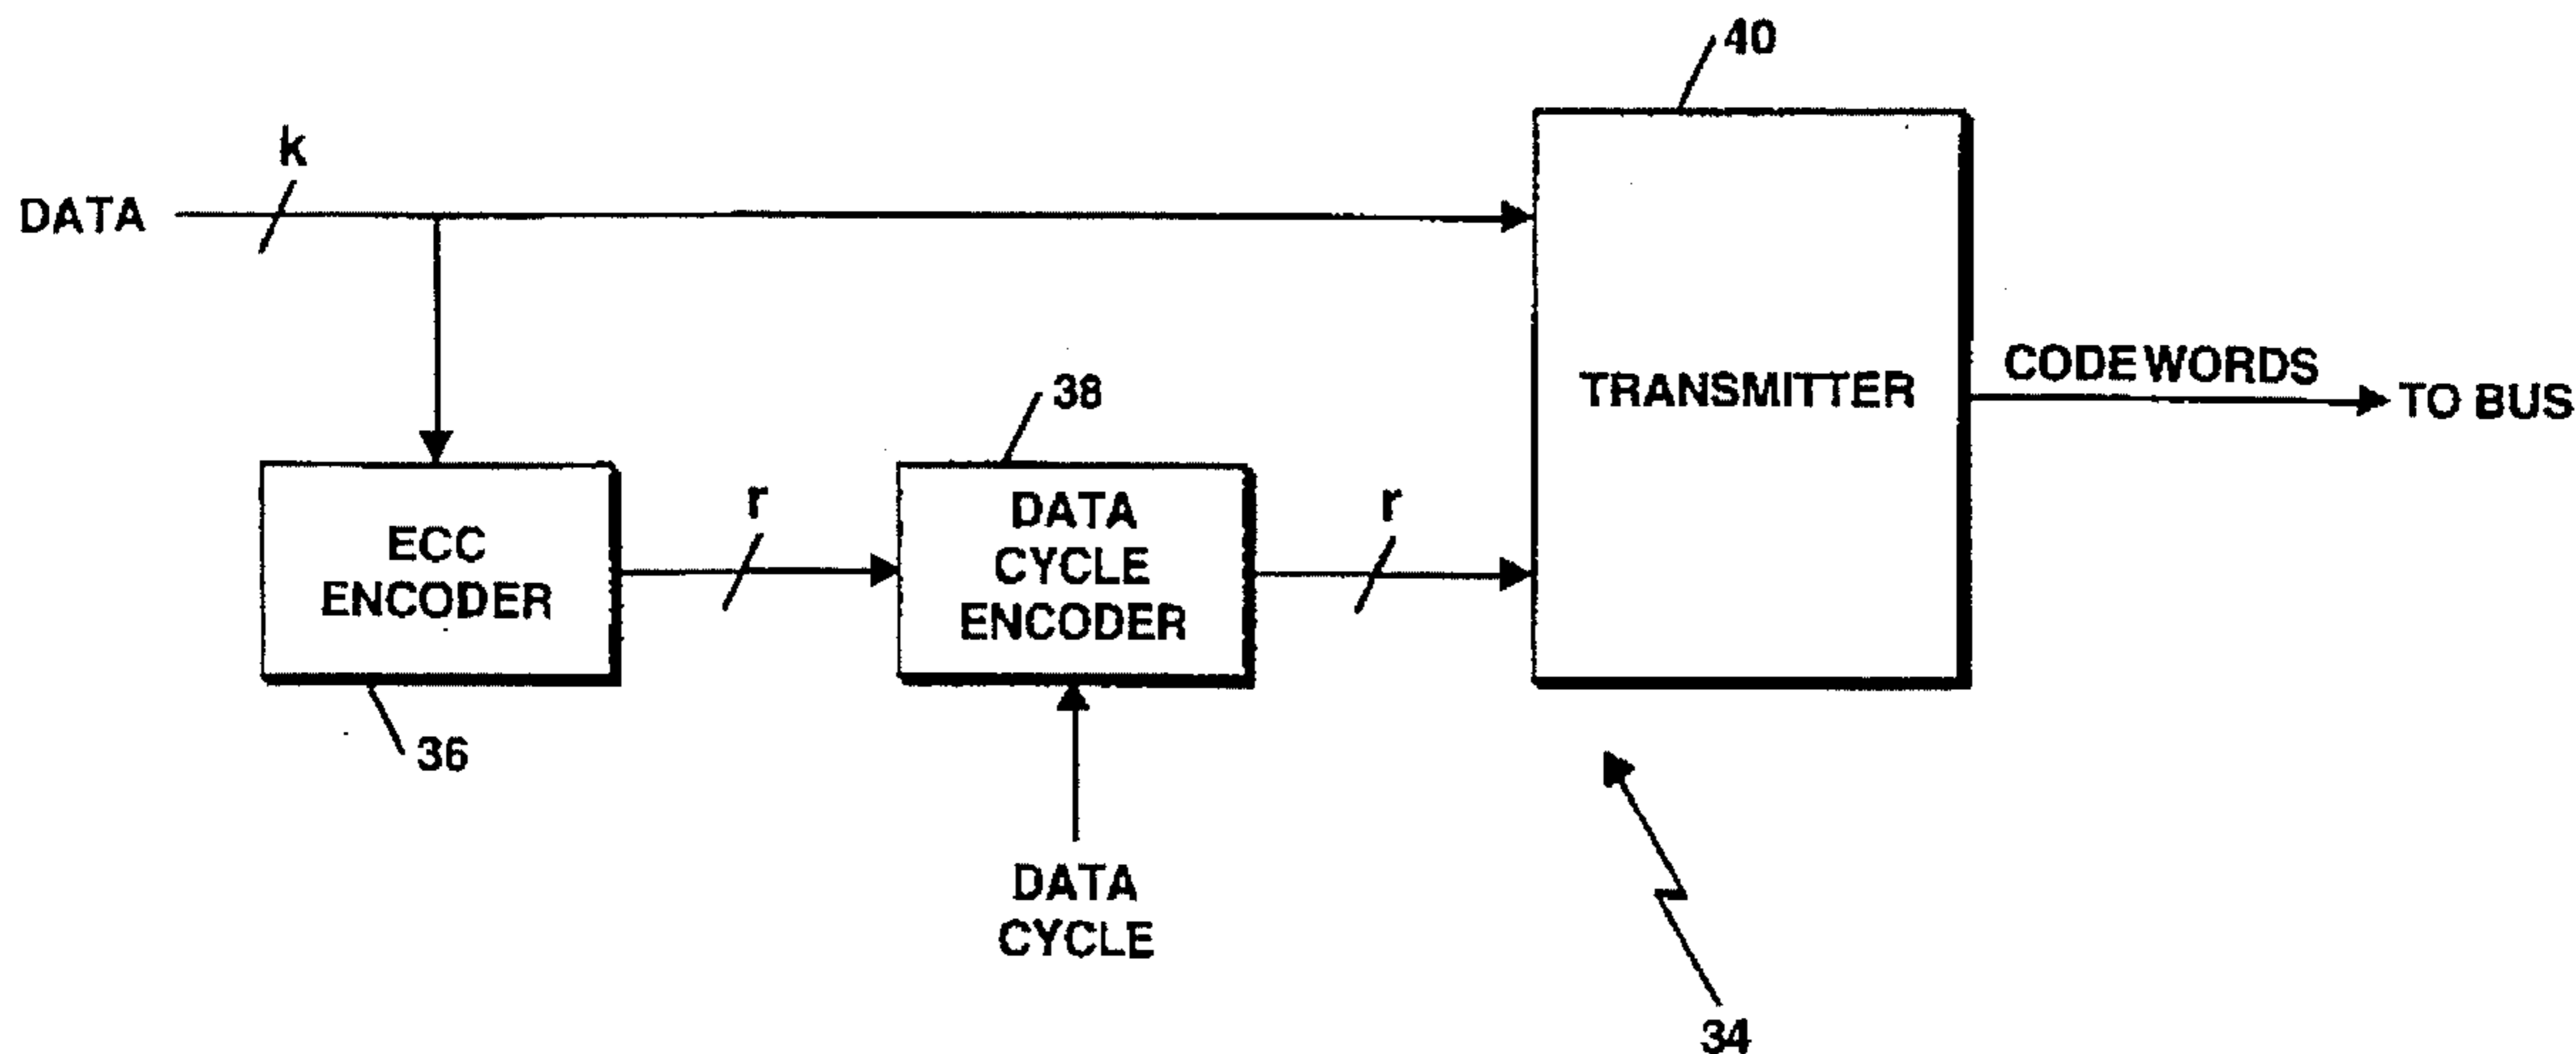 40
k
DATA
CODEWORDS
TRANSMITTER
TO BUS
38
r
DATA
CYCLE
ENCODER
r
ECC
ENCODER
36
DATA
CYCLE
34